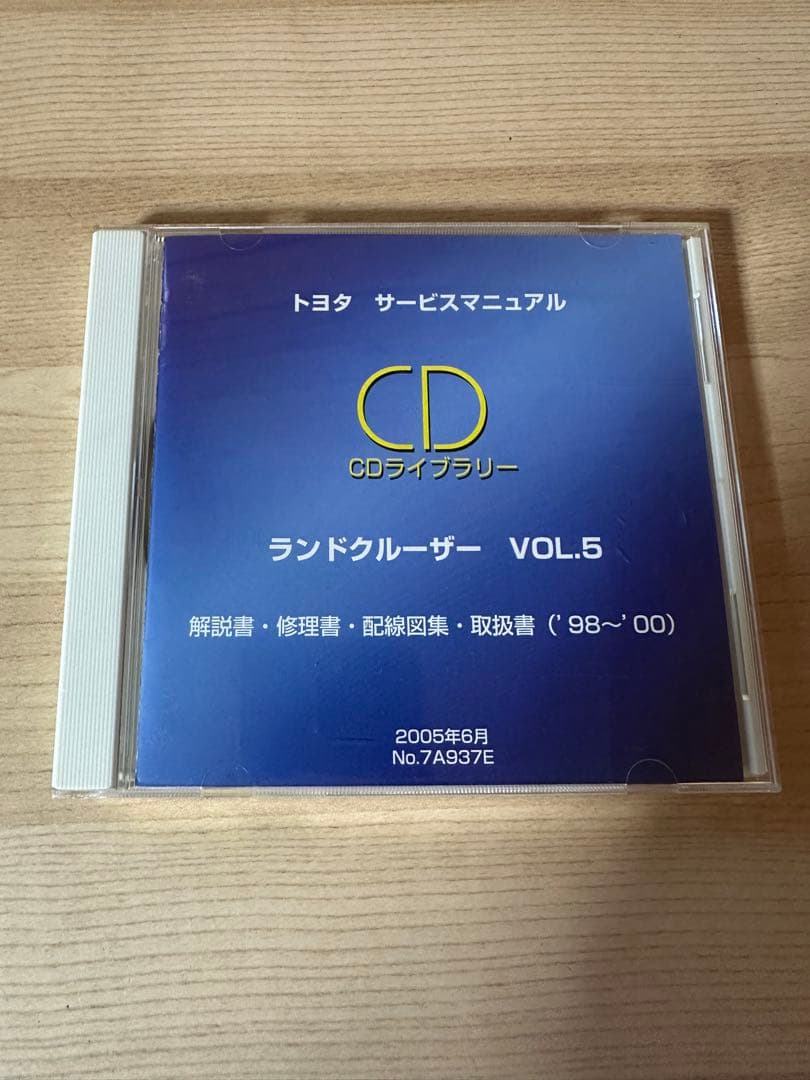 トヨタ　サービスマニュアル
CD
CDライブラリー
ランドクルーザー　VOL.5
解説書・修理書・配線図集・取扱書（'98〜'00）
2005年6月
No.7A937E